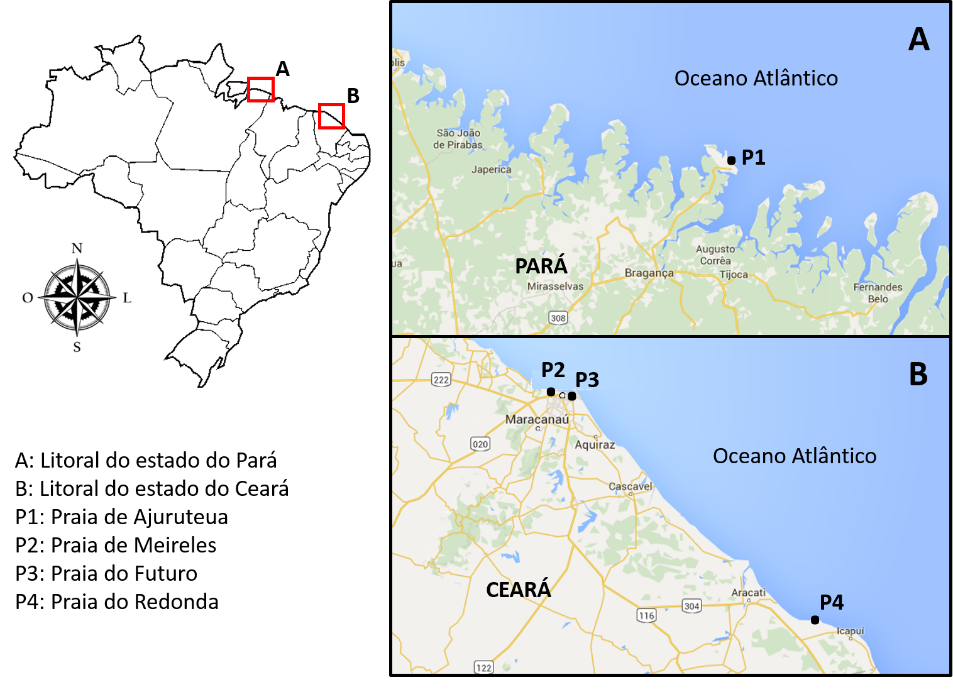 A
B
N
O
L
S
A: Litoral do estado do Pará
B: Litoral do estado do Ceará
P1: Praia de Ajuruteua
P2: Praia de Meireles
P3: Praia do Futuro
P4: Praia do Redonda
A
Oceano Atlântico
São João
de Pirabas
Japerica
P1
PARÁ
Mirasselvas
Bragança
Augusto
Corrêa
Tijoca
Fernandes
Belo
308
B
P2
P3
222
Maracanaú
020
Aquiraz
Oceano Atlântico
Cascavel
CEARÁ
Aracati
304
116
P4
Icapuí
122